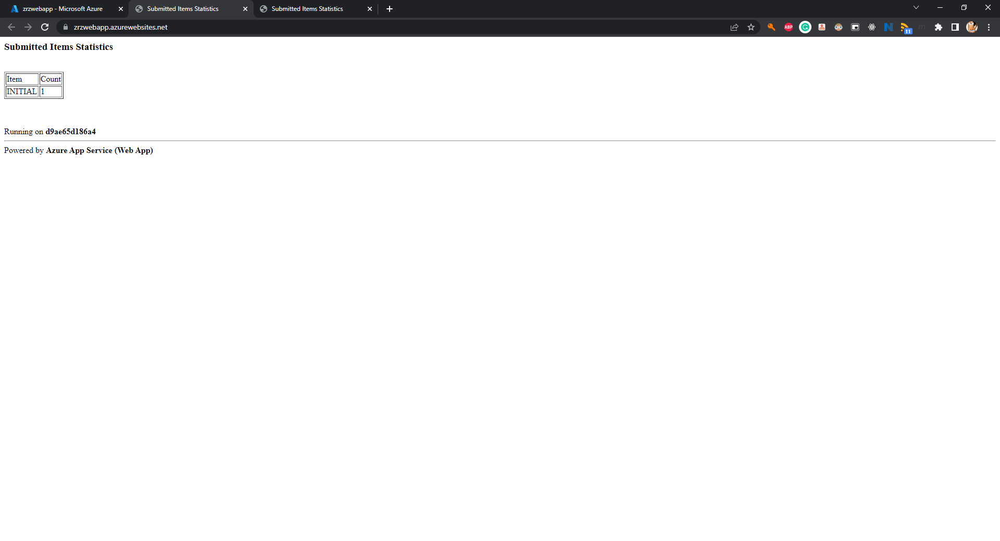 zrzwebapp - Microsoft Azure
Submitted Items Statistics
Submitted Items Statistics
zrzwebapp.azurewebsites.net
ABP
11
Submitted Items Statistics
Item Count
INITIAL 1
Running on d9ae65d186a4
Powered by Azure App Service (Web App)